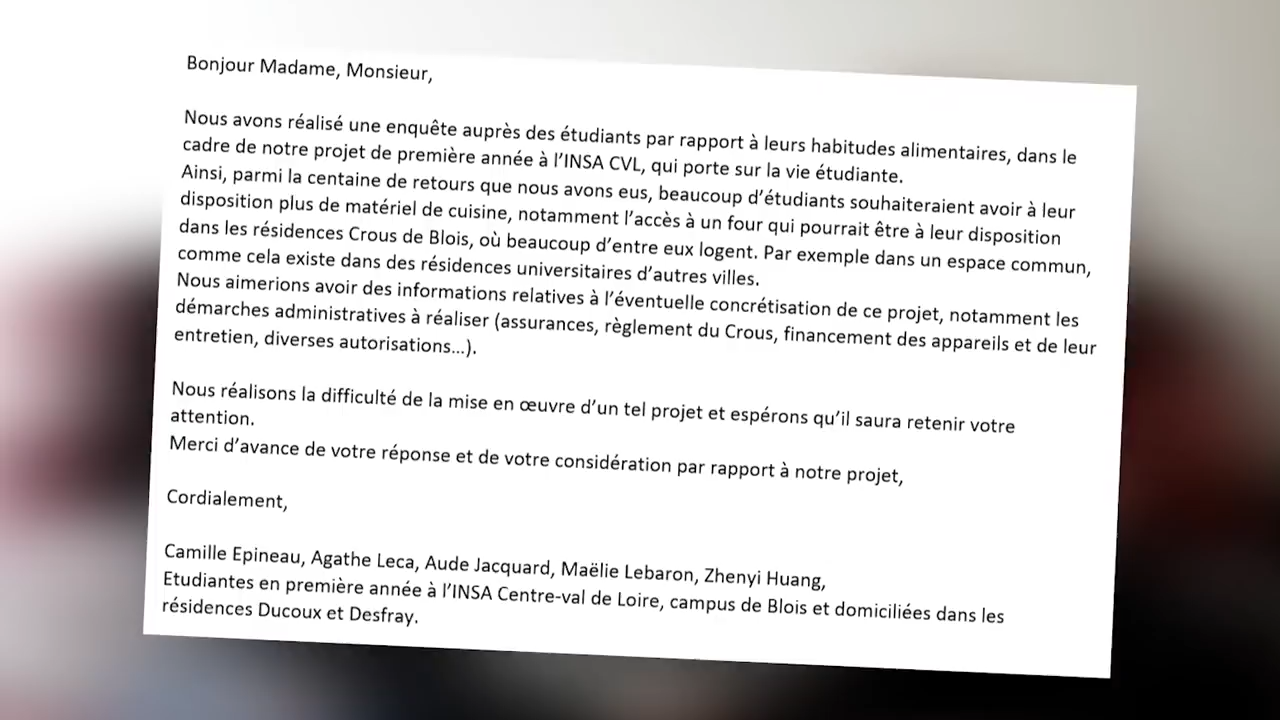 Bonjour Madame, Monsieur,
Nous avons réalisé une enquête auprès des étudiants par rapport à leurs habitudes alimentaires, dans le
cadre de notre projet de première année à l'INSA CVL, qui porte sur la vie étudiante.
Ainsi, parmi la centaine de retours que nous avons eus, beaucoup d'étudiants souhaiteraient avoir à leur
disposition plus de matériel de cuisine, notamment l'accès à un four qui pourrait être à leur disposition
dans les résidences Crous de Blois, où beaucoup d'entre eux logent. Par exemple dans un espace commun,
comme cela existe dans des résidences universitaires d'autres villes.
Nous aimerions avoir des informations relatives à l'éventuelle concrétisation de ce projet, notamment les
démarches administratives à réaliser (assurances, règlement du Crous, financement des appareils et de leur
entretien, diverses autorisations...).
Nous réalisons la difficulté de la mise en œuvre d'un tel projet et espérons qu'il saura retenir votre
attention.
Merci d'avance de votre réponse et de votre considération par rapport à notre projet,
Cordialement,
Camille Epineau, Agathe Leca, Aude Jacquard, Maëlie Lebaron, Zhenyi Huang,
Etudiantes en première année à l'INSA Centre-val de Loire, campus de Blois et domiciliées dans les
résidences Ducoux et Desfray.